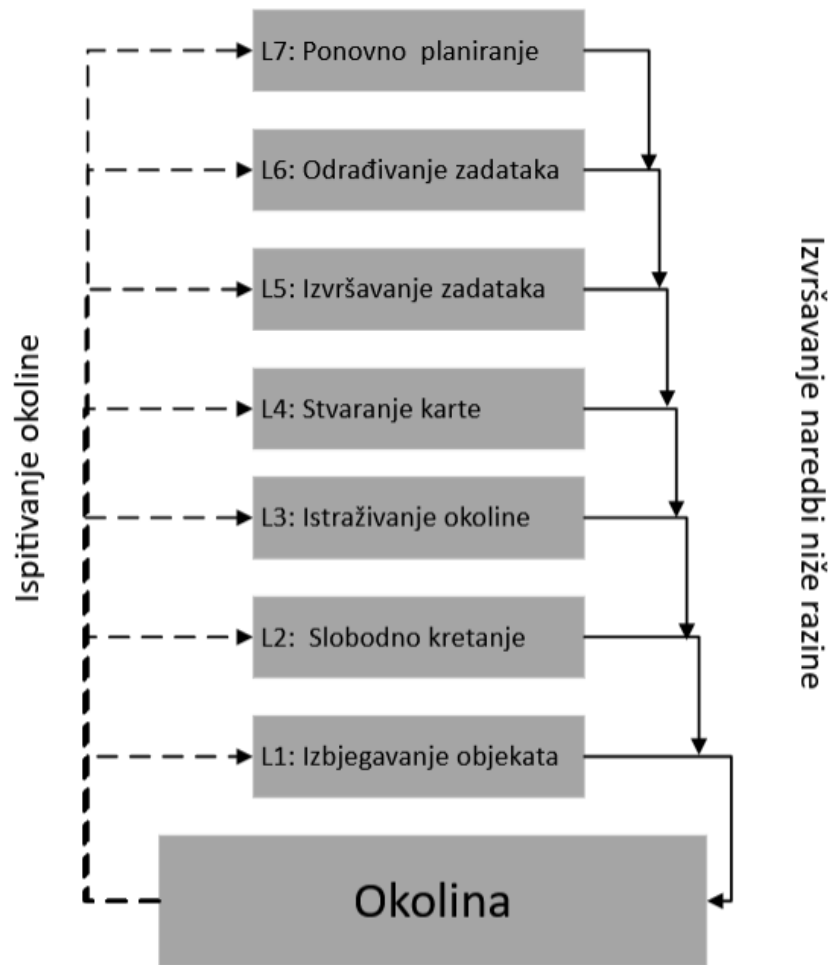 L7: Ponovno planiranje
L6: Odrađivanje zadataka
L5: Izvršavanje zadataka
L4: Stvaranje karte
L3: Istraživanje okoline
L2: Slobodno kretanje
L1: Izbjegavanje objekata
Okolina
Ispitivanje okoline
Izvršavanje naredbi niže razine